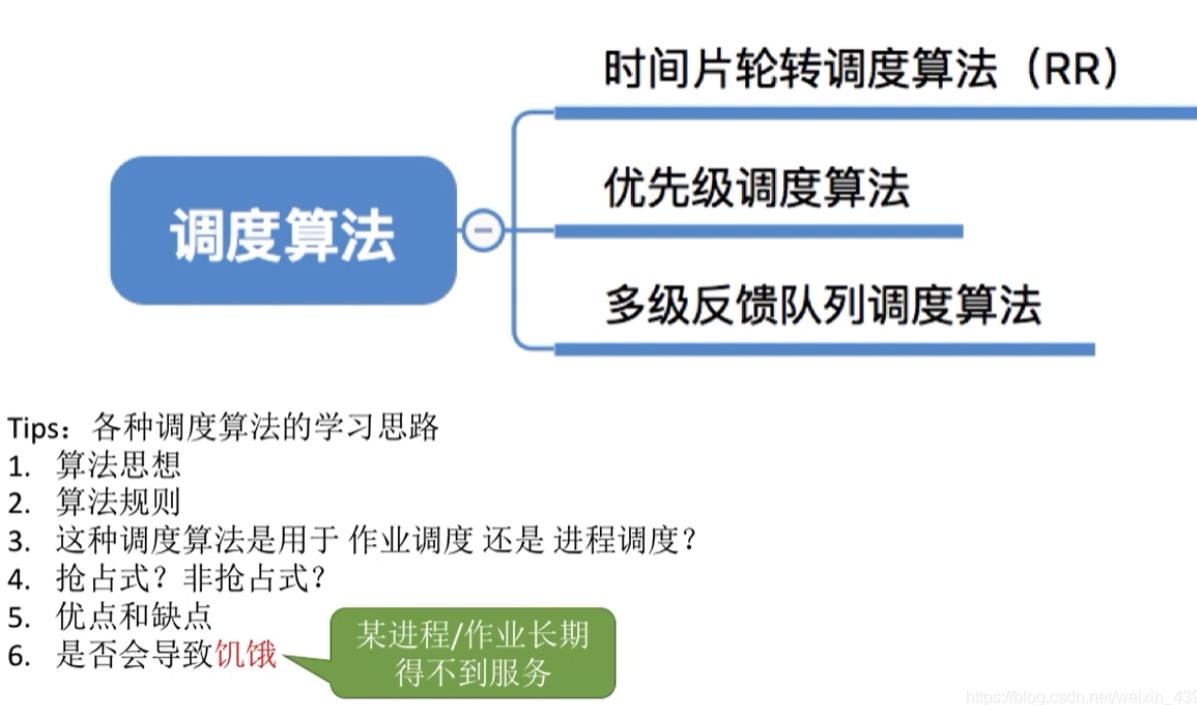 时间片轮转调度算法（RR）
优先级调度算法
调度算法
多级反馈队列调度算法
Tips：各种调度算法的学习思路
1. 算法思想
2. 算法规则
3. 这种调度算法是用于 作业调度 还是 进程调度？
4. 抢占式？非抢占式？
5. 优点和缺点
6. 是否会导致饥饿
某进程/作业长期
得不到服务
https://blog.csdn.net/weixin_439